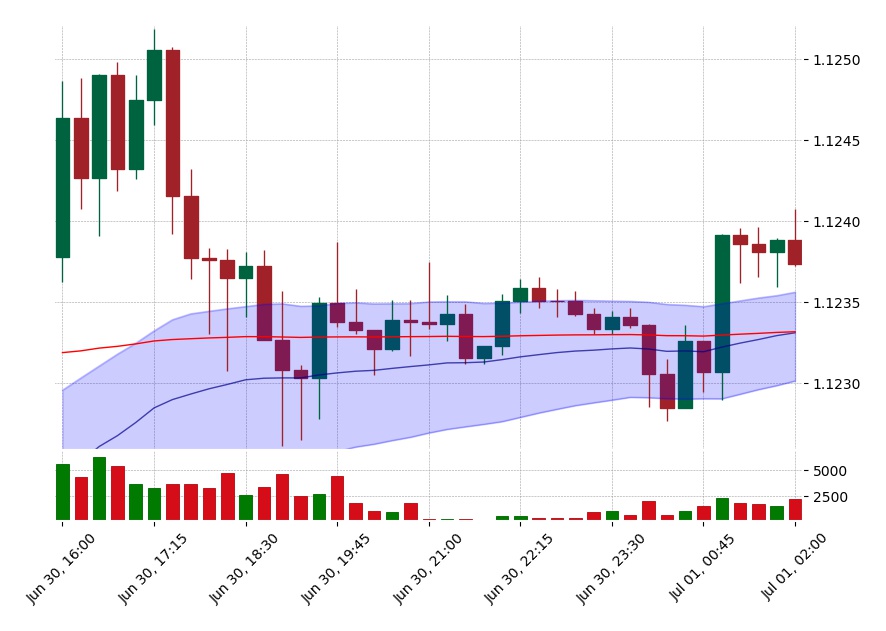 1.1250
1.1245
1.1240
1.1235
1.1230
5000
2500
Jun 30, 16:00
Jun 30, 17:15
Jun 30, 18:30
Jun 30, 19:45
Jun 30, 21:00
Jun 30, 22:15
Jun 30, 23:30
Jul 01, 00:45
Jul 01, 02:00